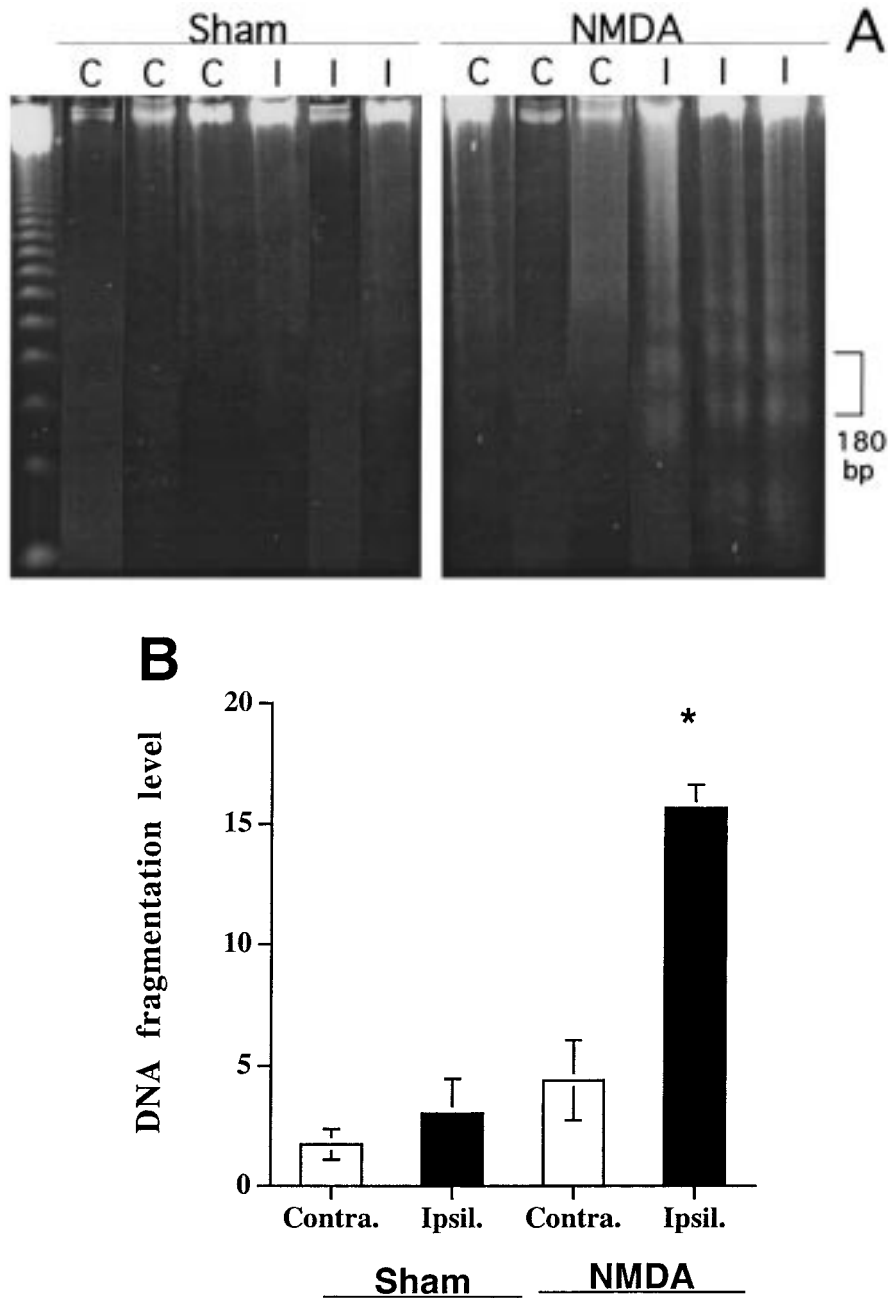 Sham NMDA A
C C C I I I C C C I I I
180
bp
B
DNA fragmentation level
20
15
10
5
0
Contra. Ipsil. Contra. Ipsil.
Sham NMDA
*